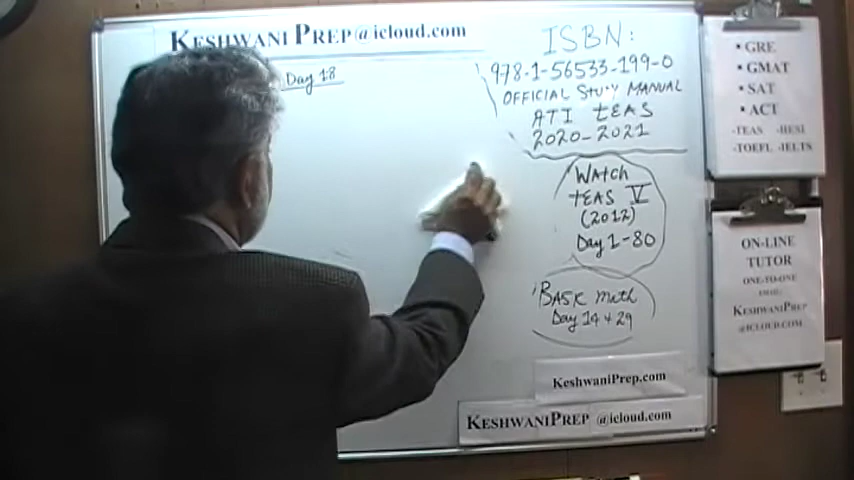 KESHWANIPREP@icloud.com
Day 18
ISBN:
978-1-56533-199-0
OFFICIAL STUDY MANUAL
ATI TEAS
2020-2021
WATCH
TEAS V
(2012)
Day 1-80
BASIC Math
Day 14 + 29
KESHWANIPREP.com
KESHWANIPREP @icloud.com
• GRE
• GMAT
• SAT
• ACT
-TEAS -HESI
-TOEFL -IELTS
ON-LINE
TUTOR
ONE-TO-ONE
KESHWANIPREP
@ICLOUD.COM